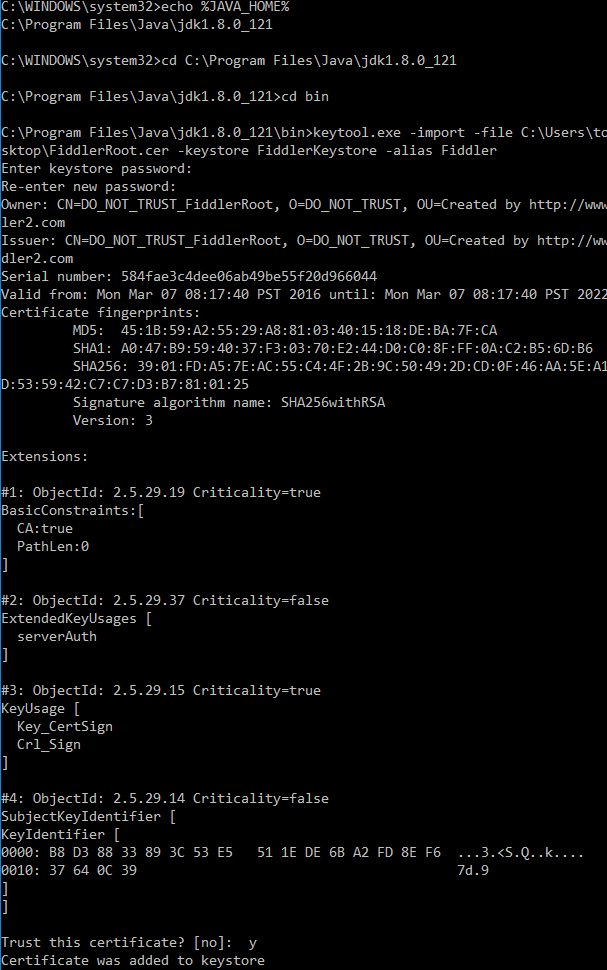 C:\WINDOWS\system32>echo %JAVA_HOME%
C:\Program Files\Java\jdk1.8.0_121
C:\WINDOWS\system32>cd C:\Program Files\Java\jdk1.8.0_121
C:\Program Files\Java\jdk1.8.0_121>cd bin
C:\Program Files\Java\jdk1.8.0_121\bin>keytool.exe -import -file C:\Users\to
sktop\FiddlerRoot.cer -keystore FiddlerKeystore -alias Fiddler
Enter keystore password:
Re-enter new password:
Owner: CN=DO_NOT_TRUST_FiddlerRoot, O=DO_NOT_TRUST, OU=Created by http://www
ler2.com
Issuer: CN=DO_NOT_TRUST_FiddlerRoot, O=DO_NOT_TRUST, OU=Created by http://ww
dler2.com
Serial number: 584fae3c4dee06ab49be55f20d966044
Valid from: Mon Mar 07 08:17:40 PST 2016 until: Mon Mar 07 08:17:40 PST 2022
Certificate fingerprints:
MD5:  45:1B:59:A2:55:29:A8:81:03:40:15:18:DE:BA:7F:CA
SHA1: A0:47:B9:59:40:37:F3:03:70:E2:44:D0:C0:8F:FF:0A:C2:B5:6D:B6
SHA256: 39:01:FD:A5:7E:AC:55:C4:4F:2B:9C:50:49:2D:CD:0F:46:AA:5E:A1
D:53:59:42:C7:C7:D3:B7:81:01:25
Signature algorithm name: SHA256withRSA
Version: 3
Extensions:
#1: ObjectId: 2.5.29.19 Criticality=true
BasicConstraints:[
CA:true
PathLen:0
]
#2: ObjectId: 2.5.29.37 Criticality=false
ExtendedKeyUsages [
serverAuth
]
#3: ObjectId: 2.5.29.15 Criticality=true
KeyUsage [
Key_CertSign
Crl_Sign
]
#4: ObjectId: 2.5.29.14 Criticality=false
SubjectKeyIdentifier [
KeyIdentifier [
0000: B8 D3 88 33 89 3C 53 E5   51 1E DE 6B A2 FD 8E F6  ...3.<S.Q..k....
0010: 37 64 0C 39                                        7d.9
]
]
Trust this certificate? [no]:  y
Certificate was added to keystore